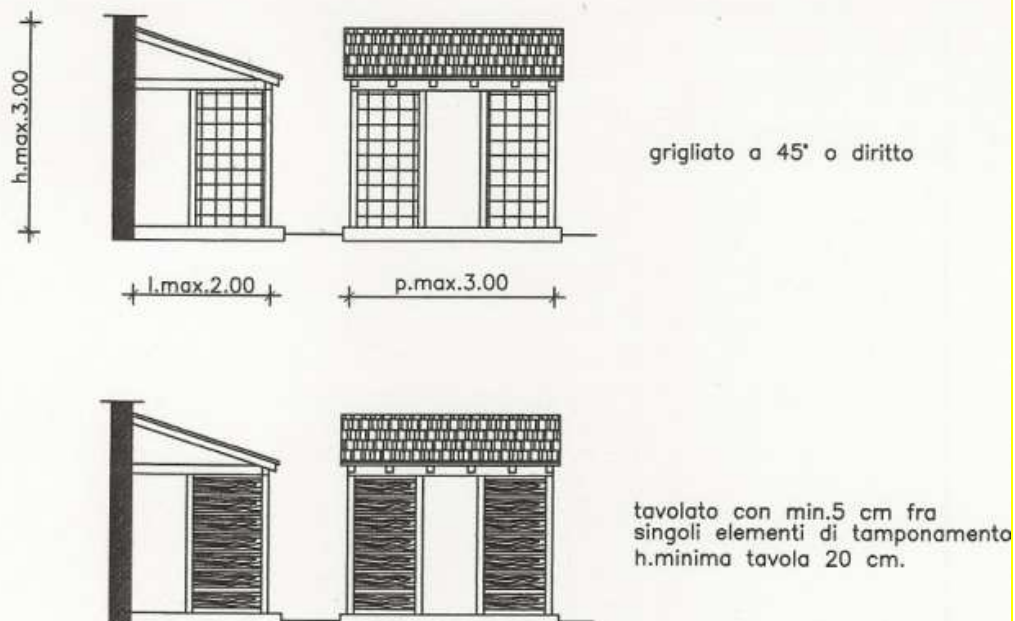 h.max.3.00
grigliato a 45° o diritto
l.max.2.00
p.max.3.00
tavolato con min.5 cm fra
singoli elementi di tamponamento
h.minima tavola 20 cm.